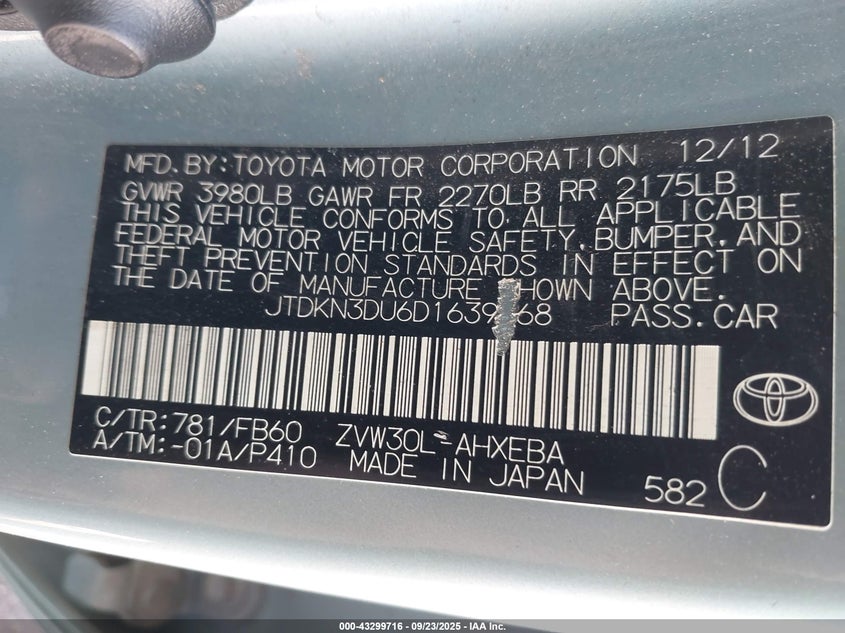 MFD. BY: TOYOTA MOTOR CORPORATION 12/12
GVWR 3980LB GAWR FR 2270LB RR 2175LB
THIS VEHICLE CONFORMS TO ALL APPLICABLE
FEDERAL MOTOR VEHICLE SAFETY, BUMPER, AND
THEFT PREVENTION STANDARDS IN EFFECT ON
THE DATE OF MANUFACTURE SHOWN ABOVE.
PASS. CAR
C/TR: 781/FB60 ZVW30L-AHXEBA
A/TM: -01A/P410 MADE IN JAPAN
582 C
000-43299716 - 09/23/2025 - IAA Inc.